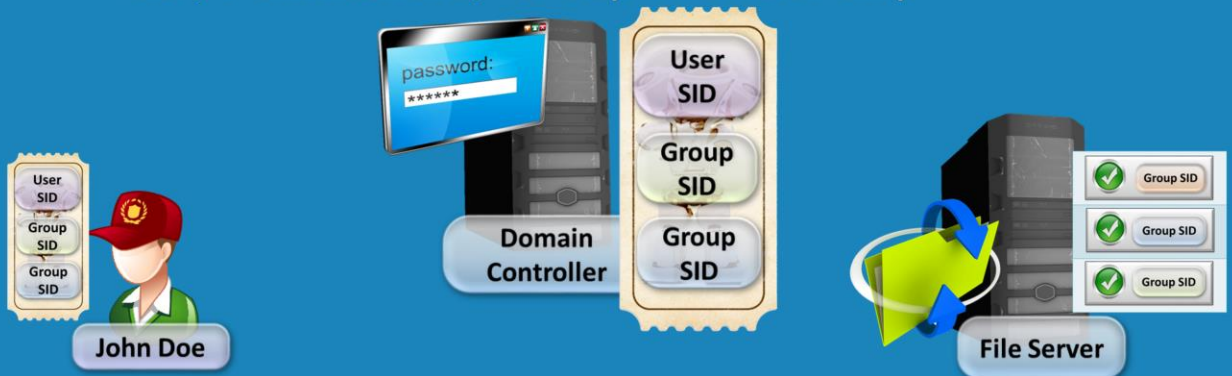 password:
******
User
SID
Group
SID
Group
SID
Domain
Controller
User
SID
Group
SID
Group
SID
John Doe
Group SID
Group SID
Group SID
File Server